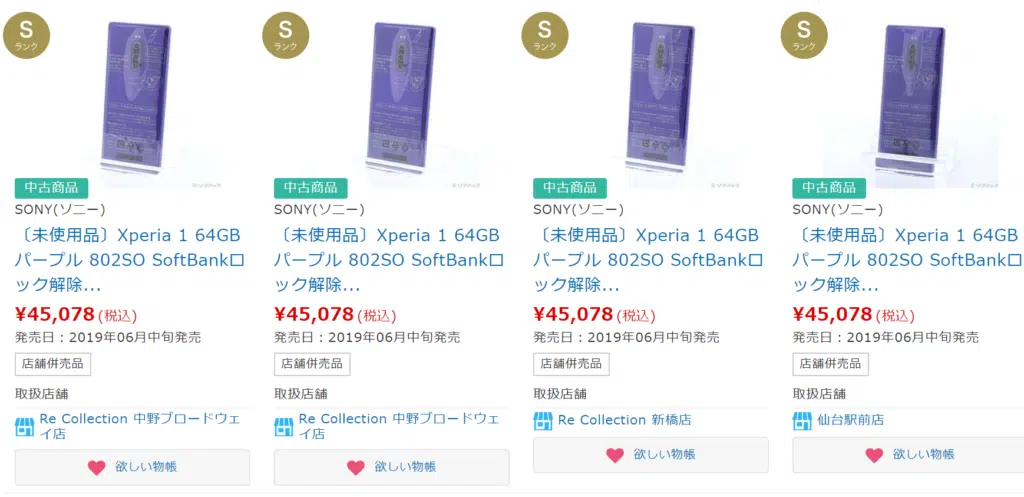 S
ランク
中古商品
SONY(ソニー)
〔未使用品〕Xperia 1 64GB
パープル 802SO SoftBankロ
ック解除...
¥45,078(税込)
発売日：2019年06月中旬発売
店舗併売品
取扱店舗
Re Collection 中野ブロードウェ
イ店
欲しい物帳
S
ランク
中古商品
SONY(ソニー)
〔未使用品〕Xperia 1 64GB
パープル 802SO SoftBankロ
ック解除...
¥45,078(税込)
発売日：2019年06月中旬発売
店舗併売品
取扱店舗
Re Collection 中野ブロードウェ
イ店
欲しい物帳
S
ランク
中古商品
SONY(ソニー)
〔未使用品〕Xperia 1 64GB
パープル 802SO SoftBankロ
ック解除...
¥45,078(税込)
発売日：2019年06月中旬発売
店舗併売品
取扱店舗
Re Collection 新橋店
欲しい物帳
S
ランク
中古商品
SONY(ソニー)
〔未使用品〕Xperia 1 64GB
パープル 802SO SoftBankロ
ック解除...
¥45,078(税込)
発売日：2019年06月中旬発売
店舗併売品
取扱店舗
仙台駅前店
欲しい物帳